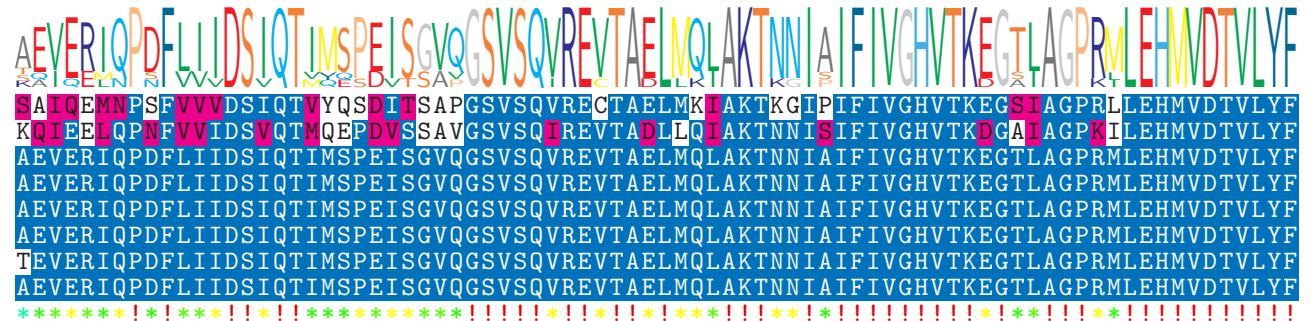 AEVERIQPDFLIIDSIQTIMSPEISGVQGSVSQVREVTAELMQLAKTNNIAIFIVGHVTKEGTLAGPRMLEHMVDTVLYF
SAIQEMNPSFVVVDSIQTVYQSDITSAPGSVSQVRECTAELMKIAKTKGIPIFIVGHVTKEGSIAGPRLLEHMVDTVLYF
KQIEELQPNFVVIDSVQTMQEPDVSSAVGSVSQIREVTADLLQIAKTNNISIFIVGHVTKDGAIAGPKILEHMVDTVLYF
AEVERIQPDFLIIDSIQTIMSPEISGVQGSVSQVREVTAELMQLAKTNNIAIFIVGHVTKEGTLAGPRMLEHMVDTVLYF
AEVERIQPDFLIIDSIQTIMSPEISGVQGSVSQVREVTAELMQLAKTNNIAIFIVGHVTKEGTLAGPRMLEHMVDTVLYF
AEVERIQPDFLIIDSIQTIMSPEISGVQGSVSQVREVTAELMQLAKTNNIAIFIVGHVTKEGTLAGPRMLEHMVDTVLYF
AEVERIQPDFLIIDSIQTIMSPEISGVQGSVSQVREVTAELMQLAKTNNIAIFIVGHVTKEGTLAGPRMLEHMVDTVLYF
TEVERIQPDFLIIDSIQTIMSPEISGVQGSVSQVREVTAELMQLAKTNNIAIFIVGHVTKEGTLAGPRMLEHMVDTVLYF
AEVERIQPDFLIIDSIQTIMSPEISGVQGSVSQVREVTAELMQLAKTNNIAIFIVGHVTKEGTLAGPRMLEHMVDTVLYF
*******!*!***!!*!!**********!!!!!*!!*!!*!***!!!**!*!!!!!!!!!*!**!!!**!!!!!!!!!!!